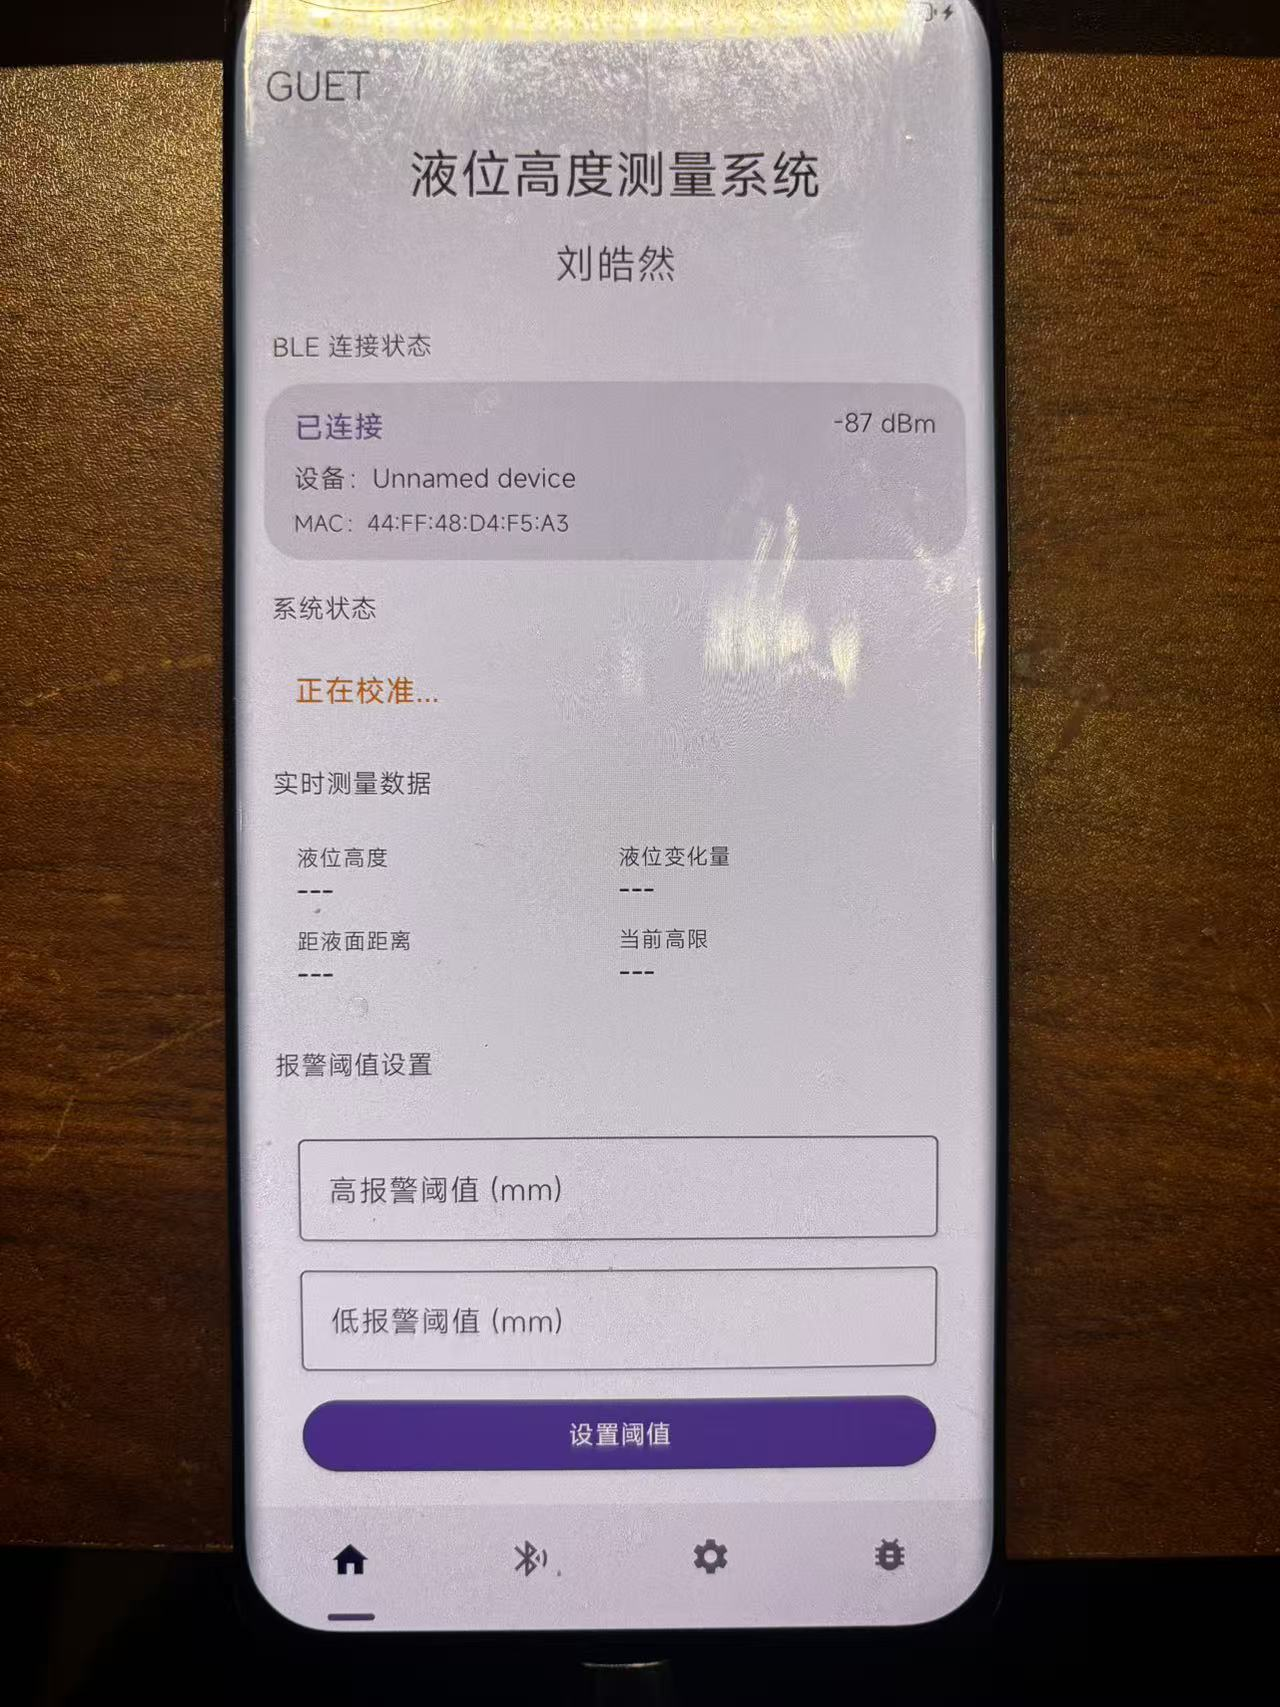 GUET
液位高度测量系统
刘皓然
BLE 连接状态
已连接
-87 dBm
设备：Unnamed device
MAC：44:FF:48:D4:F5:A3
系统状态
正在校准...
实时测量数据
液位高度
液位变化量
---
---
距液面距离
当前高限
---
---
报警阈值设置
高报警阈值 (mm)
低报警阈值 (mm)
设置阈值